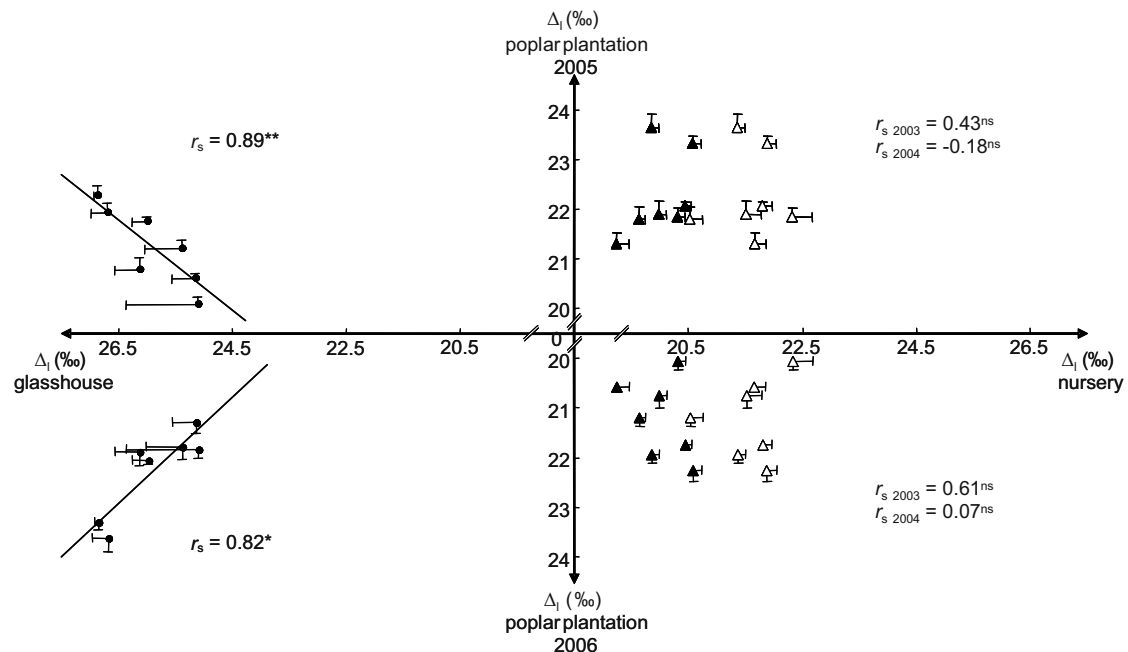 Δl (‰)
poplar plantation
2005
24
23
22
21
20
rs = 0.89**
rs 2003 = 0.43ns
rs 2004 = -0.18ns
26.5 24.5 22.5 20.5 0 20.5 22.5 24.5 26.5
Δl (‰)
glasshouse
Δl (‰)
nursery
20
21
22
23
24
rs = 0.82*
rs 2003 = 0.61ns
rs 2004 = 0.07ns
Δl (‰)
poplar plantation
2006